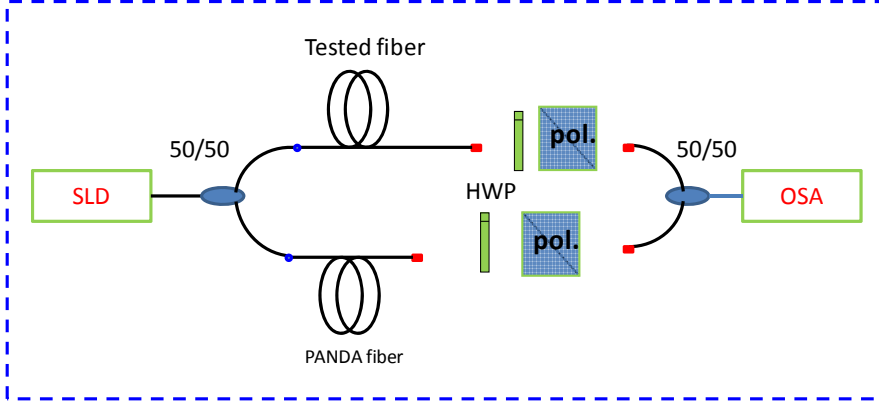 Tested fiber
50/50
pol.
50/50
SLD
HWP
OSA
pol.
PANDA fiber